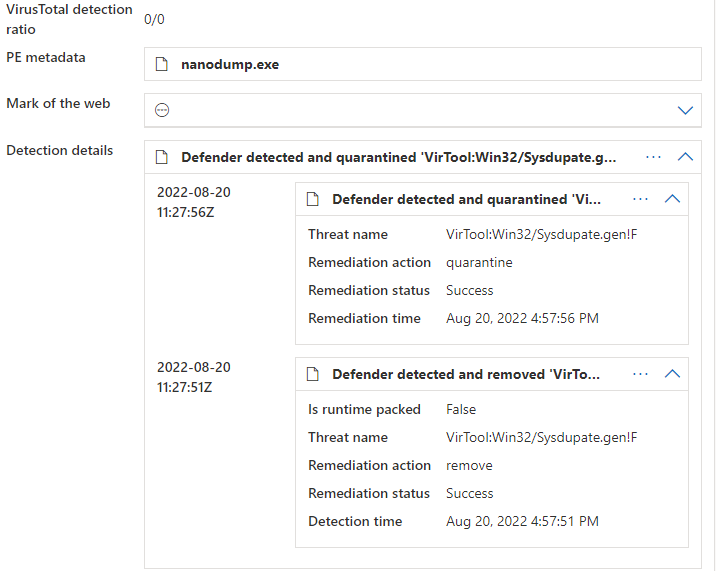 VirusTotal detection
ratio
0/0
PE metadata
nanodump.exe
Mark of the web
Detection details
Defender detected and quarantined 'VirTool:Win32/Sysdupate.g...
2022-08-20
11:27:56Z
Defender detected and quarantined 'Vi...
Threat name VirTool:Win32/Sysdupate.gen!F
Remediation action quarantine
Remediation status Success
Remediation time Aug 20, 2022 4:57:56 PM
2022-08-20
11:27:51Z
Defender detected and removed 'VirTo...
Is runtime packed False
Threat name VirTool:Win32/Sysdupate.gen!F
Remediation action remove
Remediation status Success
Detection time Aug 20, 2022 4:57:51 PM